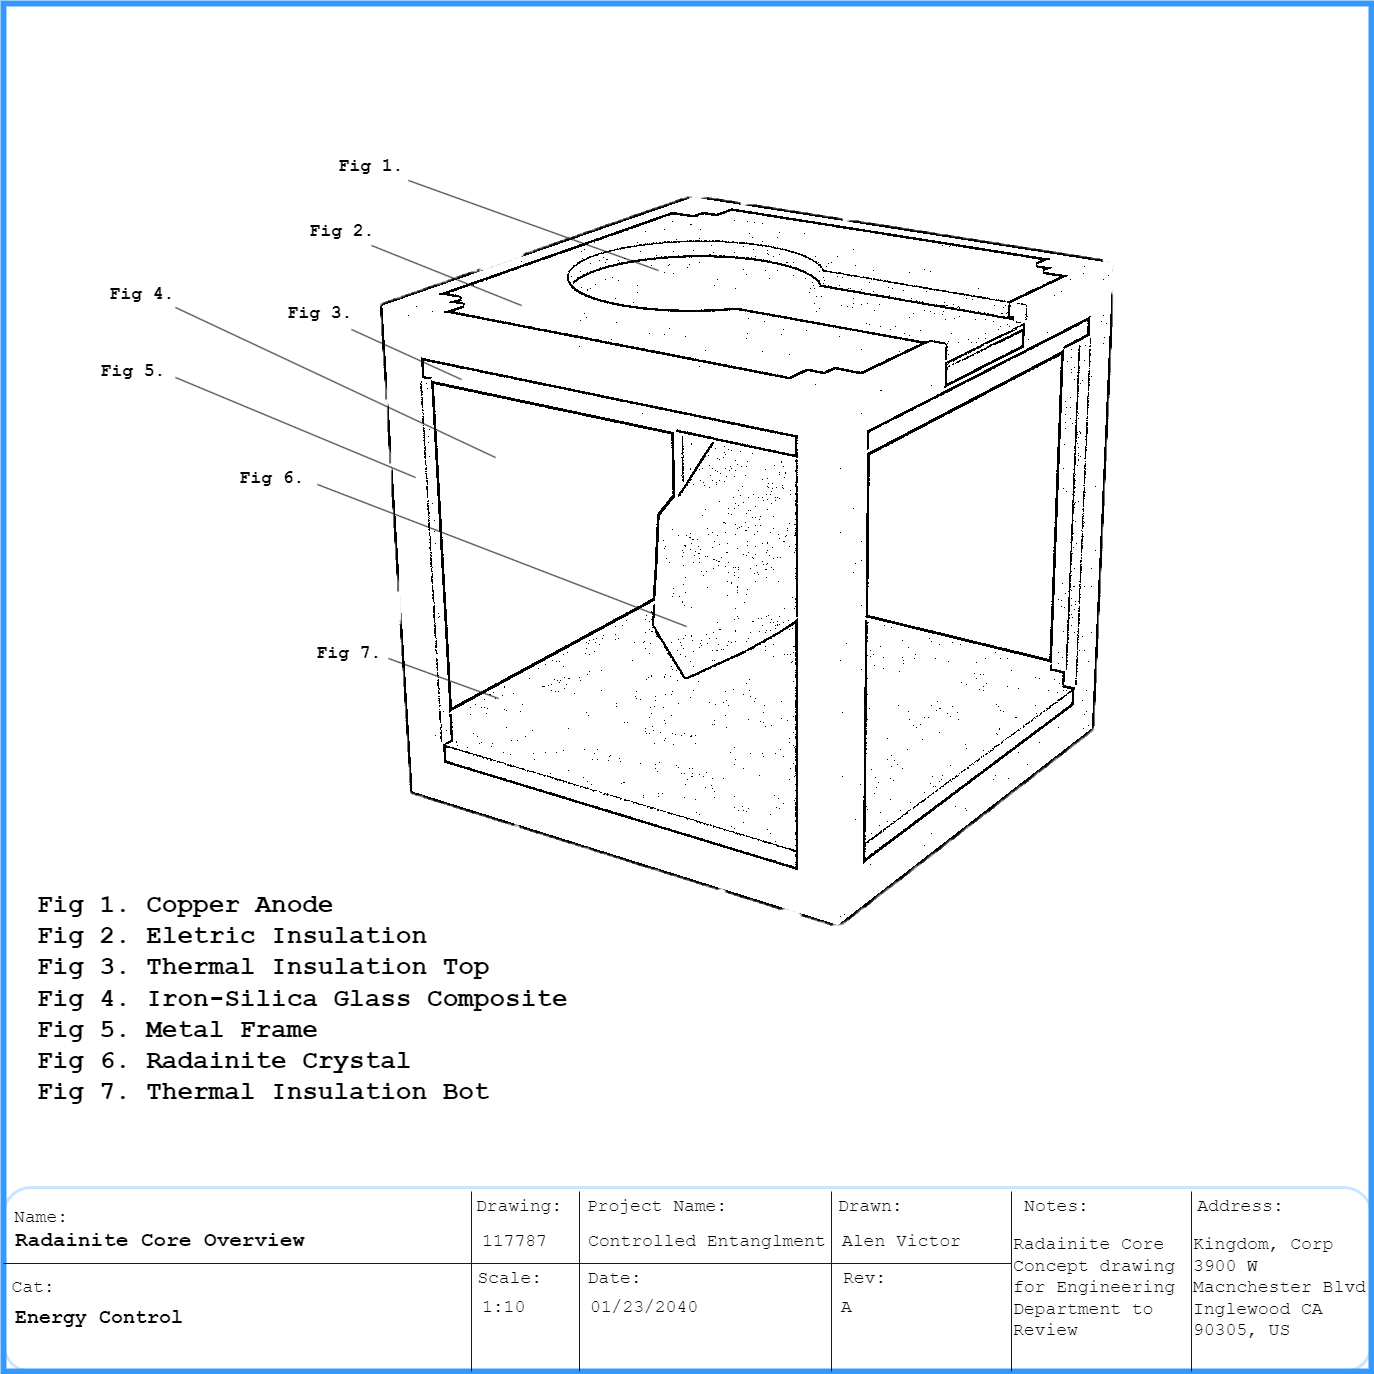 Fig 1.
Fig 2.
Fig 4.
Fig 3.
Fig 5.
Fig 6.
Fig 7.
Fig 1. Copper Anode
Fig 2. Eletric Insulation
Fig 3. Thermal Insulation Top
Fig 4. Iron-Silica Glass Composite
Fig 5. Metal Frame
Fig 6. Radainite Crystal
Fig 7. Thermal Insulation Bot
Name:
Radainite Core Overview
Cat:
Energy Control
Drawing:
117787
Scale:
1:10
Project Name:
Controlled Entanglment
Date:
01/23/2040
Drawn:
Alen Victor
Rev:
A
Notes:
Radainite Core
Concept drawing
for Engineering
Department to
Review
Address:
Kingdom, Corp
3900 W
Macnchester Blvd
Inglewood CA
90305, US